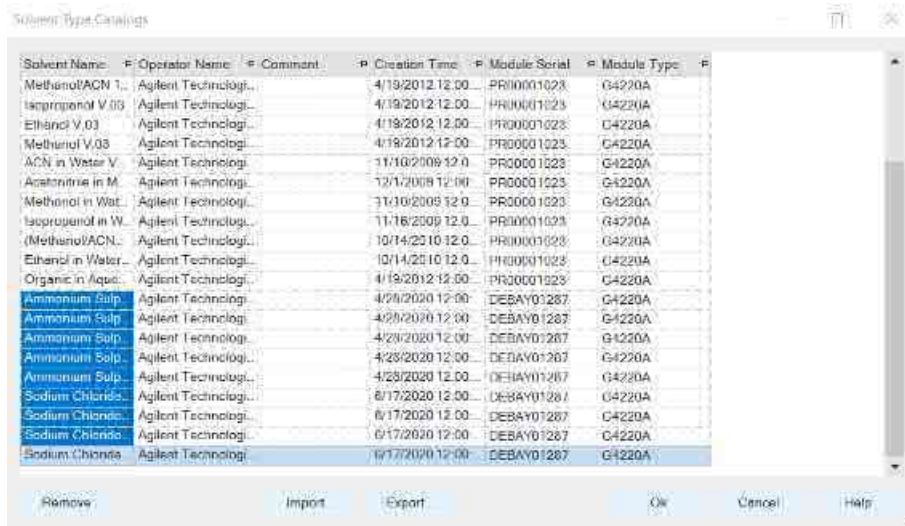 Solvent Type Catalogs
Solvent Name Operator Name Comment Creation Time Module Serial Module Type
Methanol/ACN 1... Agilent Technologi... 4/19/2012 12:00... PR00001023 G4220A
Isopropanol V.03 Agilent Technologi... 4/19/2012 12:00... PR00001023 G4220A
Ethanol V.03 Agilent Technologi... 4/19/2012 12:00... PR00001023 G4220A
Methanol V.03 Agilent Technologi... 4/19/2012 12:00... PR00001023 G4220A
ACN in Water V... Agilent Technologi... 11/10/2009 12:0... PR00001023 G4220A
Acetonitrile in M... Agilent Technologi... 12/1/2009 12:00... PR00001023 G4220A
Methanol in Wat... Agilent Technologi... 11/10/2009 12:0... PR00001023 G4220A
Isopropanol in W... Agilent Technologi... 11/16/2009 12:0... PR00001023 G4220A
(Methanol/ACN... Agilent Technologi... 10/14/2010 12:0... PR00001023 G4220A
Ethanol in Water... Agilent Technologi... 10/14/2010 12:0... PR00001023 G4220A
Organic in Aque... Agilent Technologi... 4/19/2012 12:00... PR00001023 G4220A
Ammonium Sulp... Agilent Technologi... 4/28/2020 12:00... DEBAY01287 G4220A
Ammonium Sulp... Agilent Technologi... 4/28/2020 12:00... DEBAY01287 G4220A
Ammonium Sulp... Agilent Technologi... 4/28/2020 12:00... DEBAY01287 G4220A
Ammonium Sulp... Agilent Technologi... 4/28/2020 12:00... DEBAY01287 G4220A
Ammonium Sulp... Agilent Technologi... 4/28/2020 12:00... DEBAY01287 G4220A
Sodium Chloride... Agilent Technologi... 6/17/2020 12:00... DEBAY01287 G4220A
Sodium Chloride... Agilent Technologi... 6/17/2020 12:00... DEBAY01287 G4220A
Sodium Chloride... Agilent Technologi... 6/17/2020 12:00... DEBAY01287 G4220A
Sodium Chloride... Agilent Technologi... 6/17/2020 12:00... DEBAY01287 G4220A
Remove Import Export Ok Cancel Help